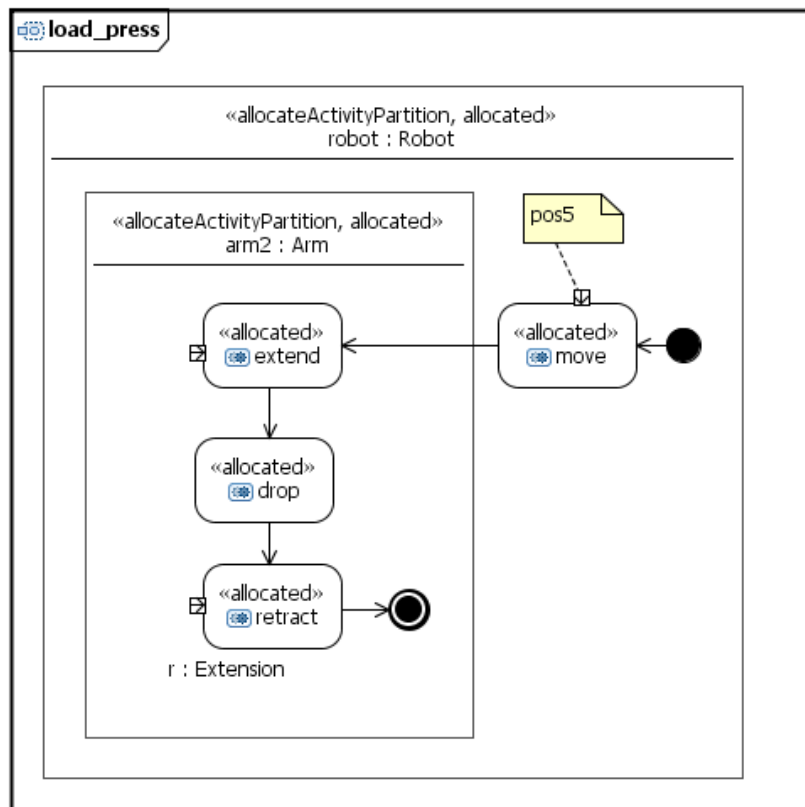 load_press
«allocateActivityPartition, allocated»
robot : Robot
«allocateActivityPartition, allocated»
arm2 : Arm
pos5
«allocated»
extend
«allocated»
move
«allocated»
drop
«allocated»
retract
r : Extension